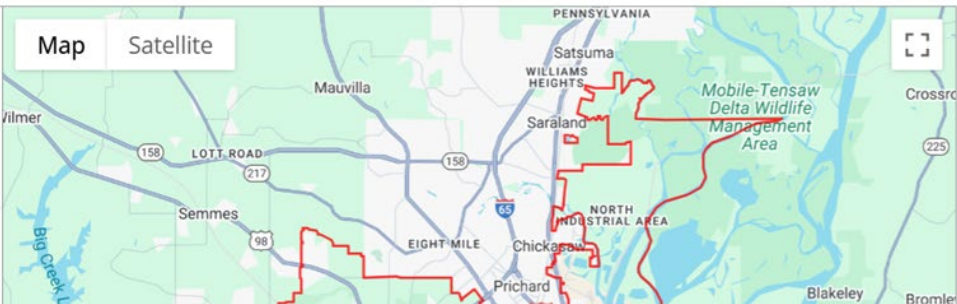 PENNSYLVANIA
Map
Satellite
Satsuma
WILLIAMS
HEIGHTS
Mauvilla
Mobile-Tensaw
Delta Wildlife
Management
Area
Crossro
Wilmer
Saraland
158
LOTT ROAD
158
225
217
Semmes
65
NORTH
INDUSTRIAL AREA
98
EIGHT MILE
Chickasaw
Big Creek L
Prichard
Blakeley
Bromle